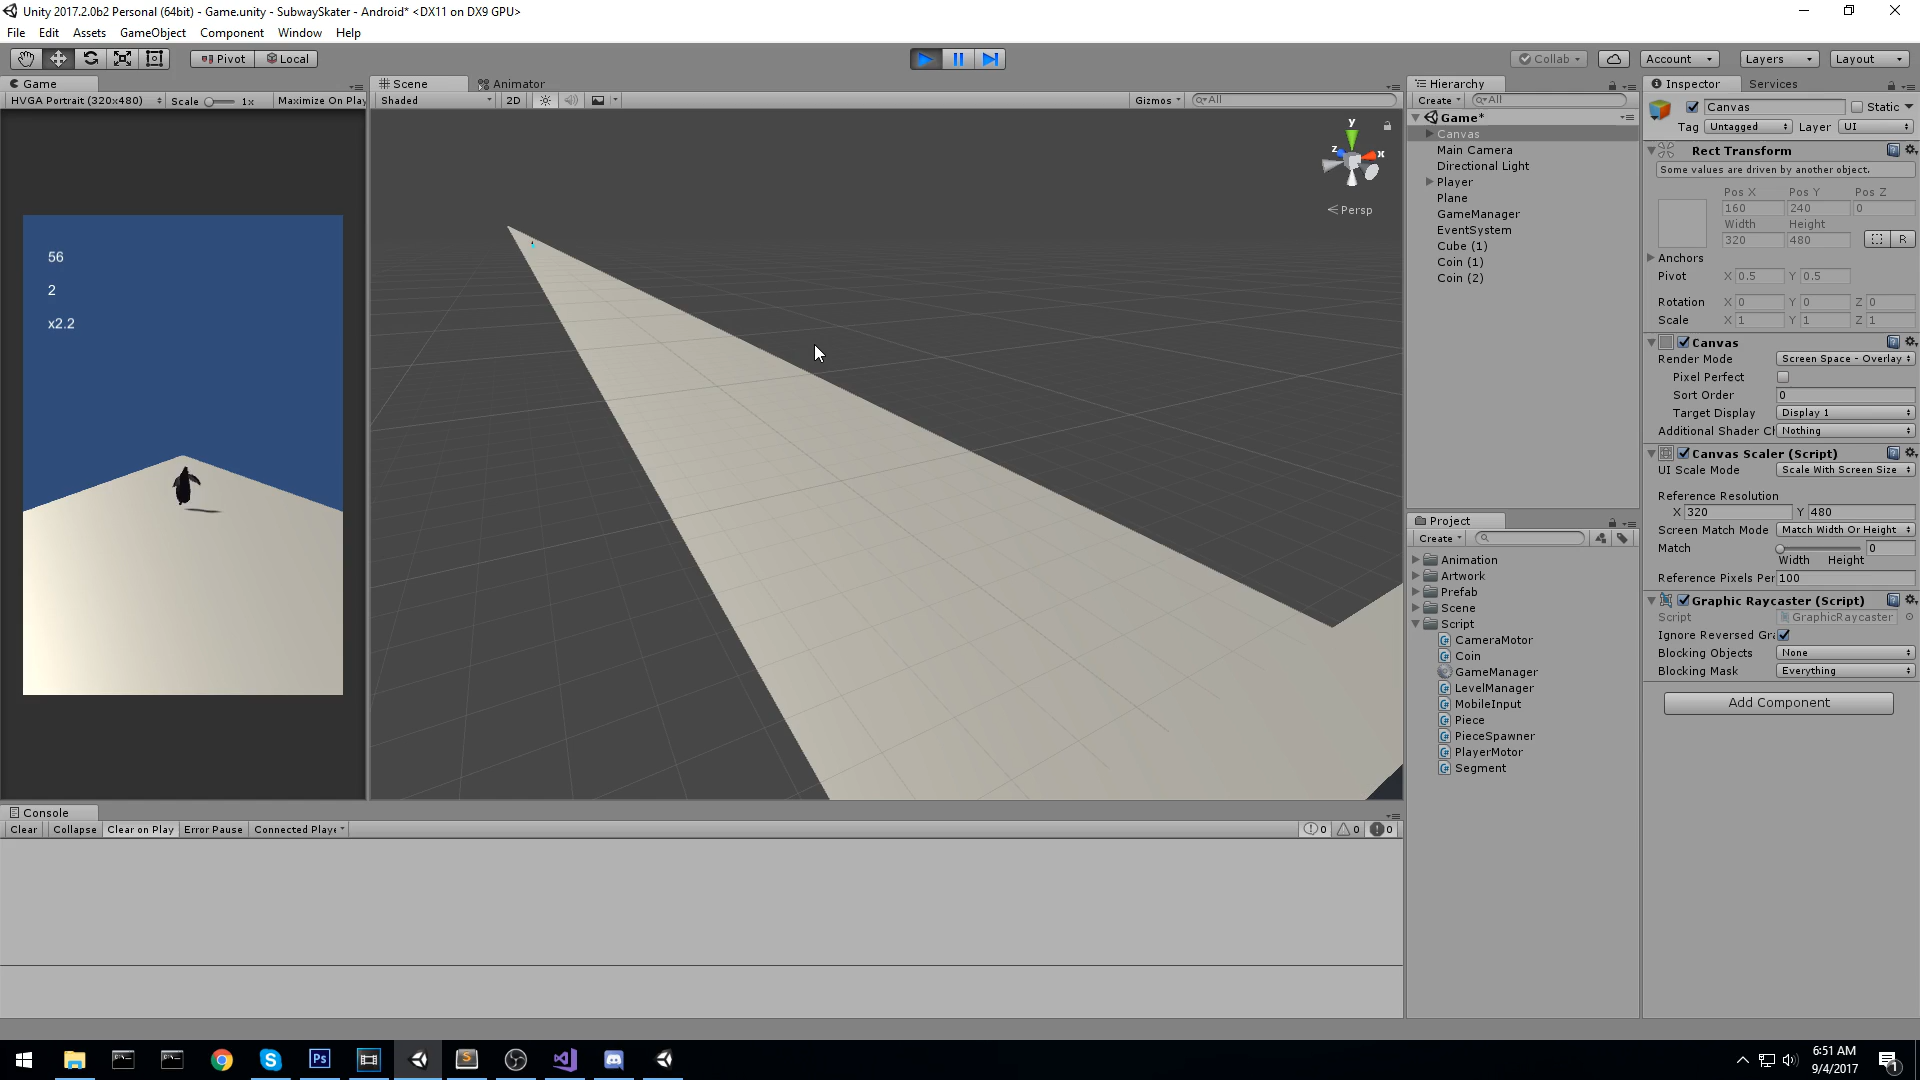 Unity 2017.2.0b2 Personal (64bit) - Game.unity - SubwaySkater - Android* <DX11 on DX9 GPU>
File Edit Assets GameObject Component Window Help
Pivot Local Collab Account Layers Layout
Game
HVGA Portrait (320x480) Scale 1x Maximize On Play
56
2
x2.2
Scene Animator
Shaded 2D Gizmos All
y
z x
Persp
Console
Clear Collapse Clear on Play Error Pause Connected Playe 0 0 0
Hierarchy
Create All
Game*
Canvas
Main Camera
Directional Light
Player
Plane
GameManager
EventSystem
Cube (1)
Coin (1)
Coin (2)
Project
Create
Animation
Artwork
Prefab
Scene
Script
CameraMotor
Coin
GameManager
LevelManager
MobileInput
Piece
PieceSpawner
PlayerMotor
Segment
Inspector Services
Canvas Static
Tag Untagged Layer UI
Rect Transform
Some values are driven by another object.
Pos X Pos Y Pos Z
160 240 0
Width Height
320 480 R
Anchors
Pivot X 0.5 Y 0.5
Rotation X 0 Y 0 Z 0
Scale X 1 Y 1 Z 1
Canvas
Render Mode Screen Space - Overlay
Pixel Perfect
Sort Order 0
Target Display Display 1
Additional Shader Ch Nothing
Canvas Scaler (Script)
UI Scale Mode Scale With Screen Size
Reference Resolution
X 320 Y 480
Screen Match Mode Match Width Or Height
Match 0
Width Height
Reference Pixels Per 100
Graphic Raycaster (Script)
Script GraphicRaycaster
Ignore Reversed Gra
Blocking Objects None
Blocking Mask Everything
Add Component
Ps S
6:51 AM
9/4/2017
1